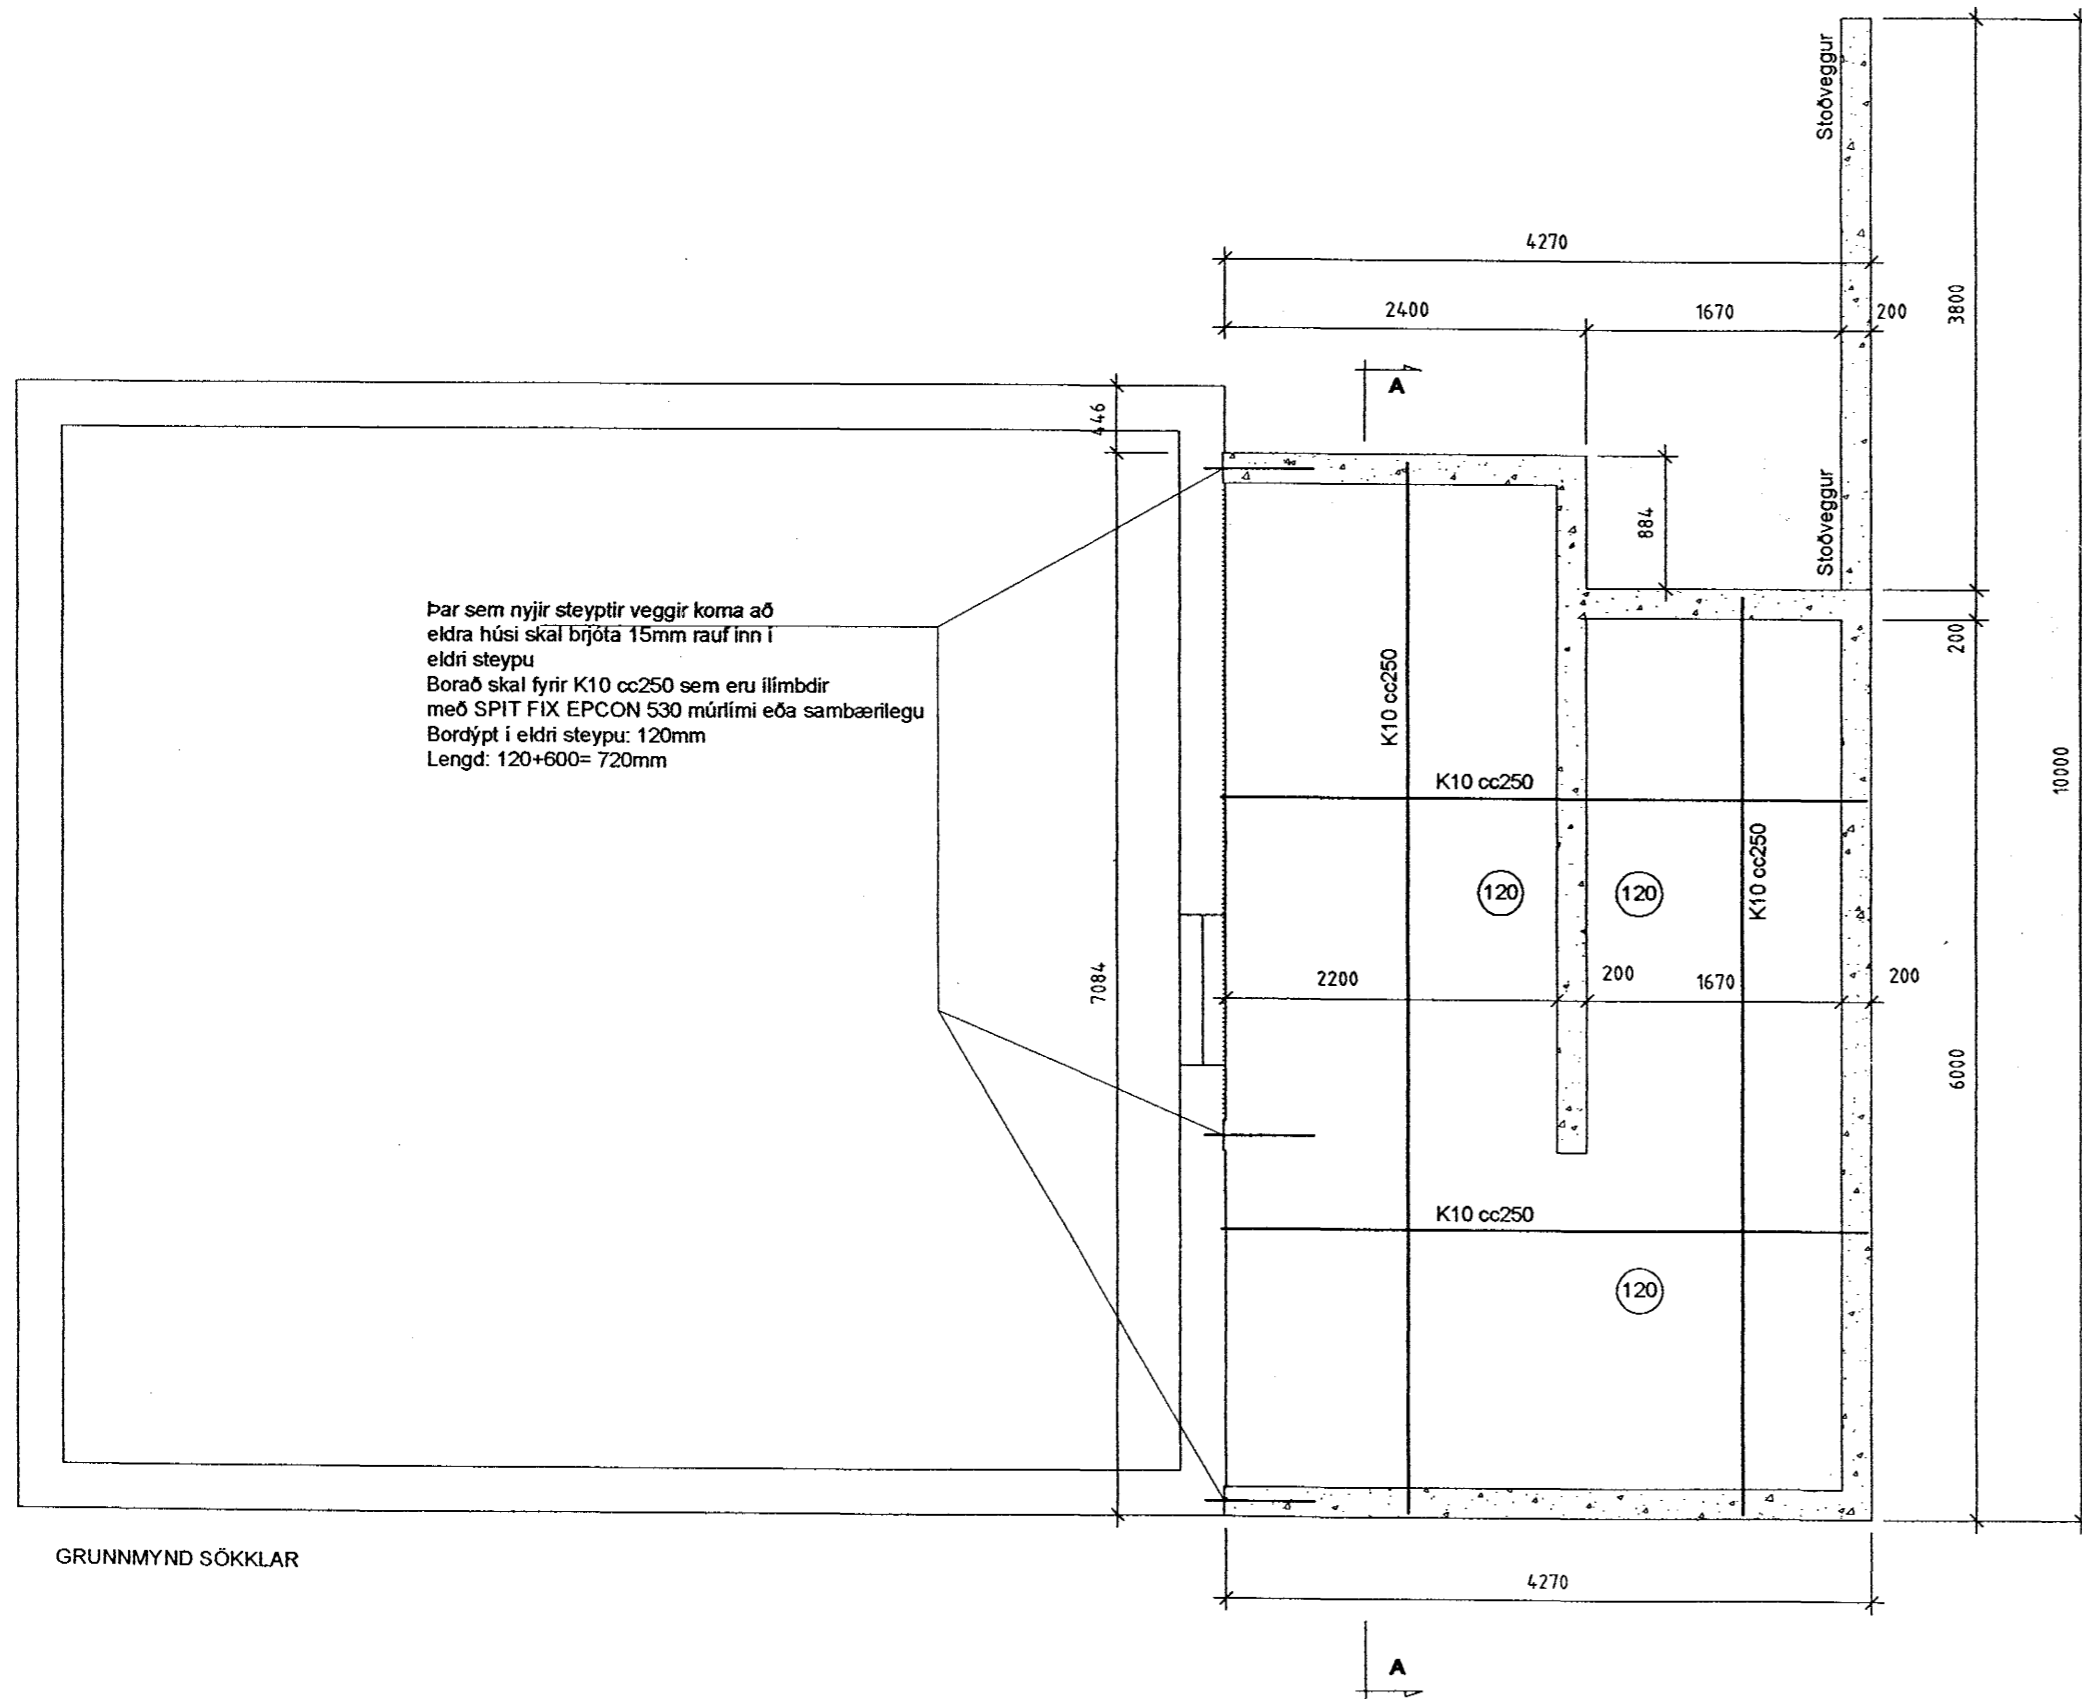 Stoðveggur
4270
2400
1670
200
3800
A
446
884
Stoðveggur
Þar sem nyjir steyptir veggir koma að
eldra húsi skal brjóta 15mm rauf inn í
eldri steypu
Borað skal fyrir K10 cc250 sem eru ílímbdir
með SPIT FIX EPCON 530 múrlími eða sambærilegu
Bordýpt í eldri steypu: 120mm
Lengd: 120+600= 720mm
200
K10 cc250
K10 cc250
10000
K10 cc250
120
120
7084
2200
200
1670
200
6000
K10 cc250
120
GRUNNMYND SÖKKLAR
4270
A